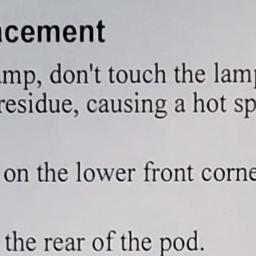 cement
amp, don't touch the lamp
residue, causing a hot sp
on the lower front corne
the rear of the pod.